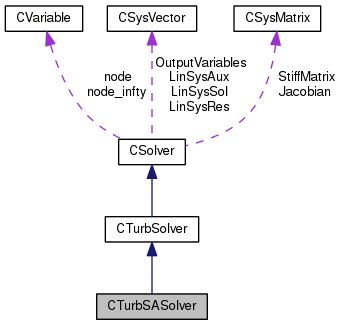 CVariable
CSysVector
CSysMatrix
node
node_infty
OutputVariables
LinSysAux
LinSysSol
LinSysRes
StiffMatrix
Jacobian
CSolver
CTurbSolver
CTurbSASolver